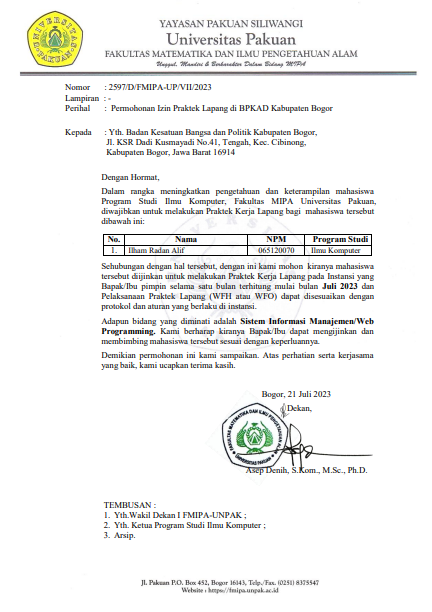 YAYASAN PAKUAN SILIWANGI
Universitas Pakuan
FAKULTAS MATEMATIKA DAN ILMU PENGETAHUAN ALAM
Unggul, Mandiri & Berkarakter Dalam Bidang MIPA
Nomor : 2597/D/FMIPA-UP/VII/2023
Lampiran : -
Perihal : Permohonan Izin Praktek Lapang di BPKAD Kabupaten Bogor
Kepada : Yth. Badan Kesatuan Bangsa dan Politik Kabupaten Bogor,
Jl. KSR Dadi Kusmayadi No.41, Tengah, Kec. Cibinong,
Kabupaten Bogor, Jawa Barat 16914
Dengan Hormat,
Dalam rangka meningkatkan pengetahuan dan keterampilan mahasiswa
Program Studi Ilmu Komputer, Fakultas MIPA Universitas Pakuan,
diwajibkan untuk melakukan Praktek Kerja Lapang bagi mahasiswa tersebut
dibawah ini:
No. Nama NPM Program Studi
1. Ilham Radan Alif 065120070 Ilmu Komputer
Sehubungan dengan hal tersebut, dengan ini kami mohon kiranya mahasiswa
tersebut diijinkan untuk melakukan Praktek Kerja Lapang pada Instansi yang
Bapak/Ibu pimpin selama satu bulan terhitung mulai bulan Juli 2023 dan
Pelaksanaan Praktek Lapang (WFH atau WFO) dapat disesuaikan dengan
protokol dan aturan yang berlaku di instansi.
Adapun bidang yang diminati adalah Sistem Informasi Manajemen/Web
Programming. Kami berharap kiranya Bapak/Ibu dapat mengijinkan dan
membimbing mahasiswa tersebut sesuai dengan keperluannya.
Demikian permohonan ini kami sampaikan. Atas perhatian serta kerjasama
yang baik, kami ucapkan terima kasih.
Bogor, 21 Juli 2023
Dekan,
FAKULTAS MATEMATIKA DAN ILMU PENGETAHUAN ALAM
UNIVERSITAS PAKUAN
Asep Denih, S.Kom., M.Sc., Ph.D.
TEMBUSAN :
1. Yth.Wakil Dekan I FMIPA-UNPAK ;
2. Yth. Ketua Program Studi Ilmu Komputer ;
3. Arsip.
Jl. Pakuan P.O. Box 452, Bogor 16143, Telp./Fax. (0251) 8375547
Website : https://fmipa.unpak.ac.id